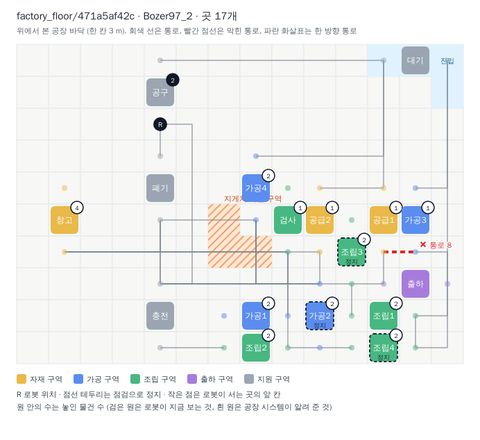 factory_floor/471a5af42c · Bozer97_2 · 곳 17개
위에서 본 공장 바닥 (한 칸 3 m). 회색 선은 통로, 빨간 점선은 막힌 통로, 파란 화살표는 한 방향 통로
대기
2
공구
R
폐기
가공4
2
지게차
구역
창고
4
검사
1
공급2
1
공급1
1
가공3
1
조립3
2
정지
통로 8
출하
충전
가공1
2
가공2
2
정지
조립1
2
조립2
2
조립4
2
정지
자재 구역
가공 구역
조립 구역
출하 구역
지원 구역
R 로봇 위치 · 점선 테두리는 점검으로 정지 · 작은 점은 로봇이 서는 곳의 앞 칸
원 안의 수는 놓인 물건 수 (검은 원은 로봇이 지금 보는 것, 흰 원은 공장 시스템이 알려 준 것)